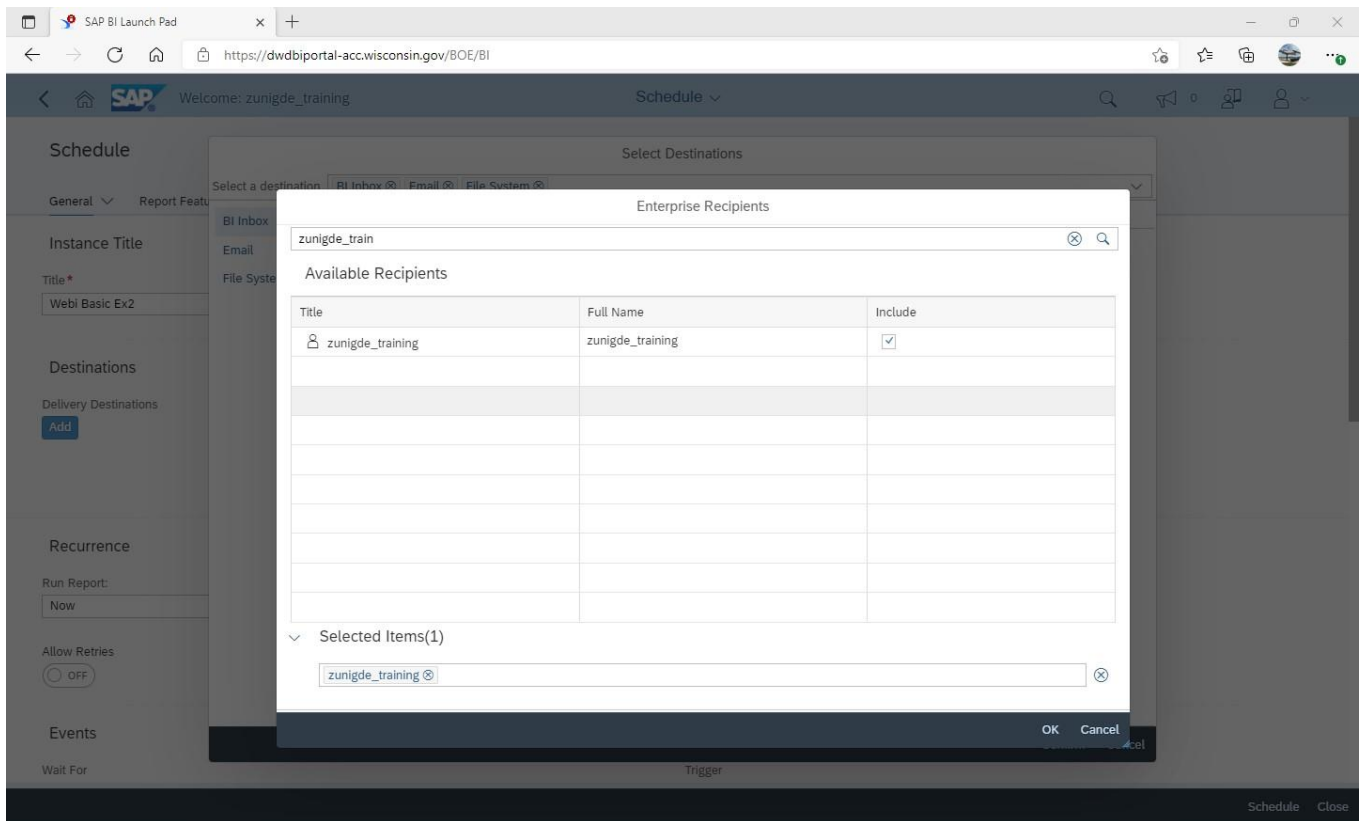 SAP BI Launch Pad
https://dwdbiportal-acc.wisconsin.gov/BOE/BI
SAP Welcome: zunigde_training Schedule 0
Schedule
Select Destinations
Select a destination BI Inbox Email File System
General Report Featu
Enterprise Recipients
BI Inbox
Instance Title
zunigde_train
Email
Title*
File Syste
Available Recipients
Webi Basic Ex2
Title Full Name Include
zunigde_training zunigde_training
Destinations
Delivery Destinations
Add
Recurrence
Run Report:
Now
Selected Items(1)
Allow Retries
OFF
zunigde_training
Events
OK Cancel
Wait For Trigger
Schedule Close